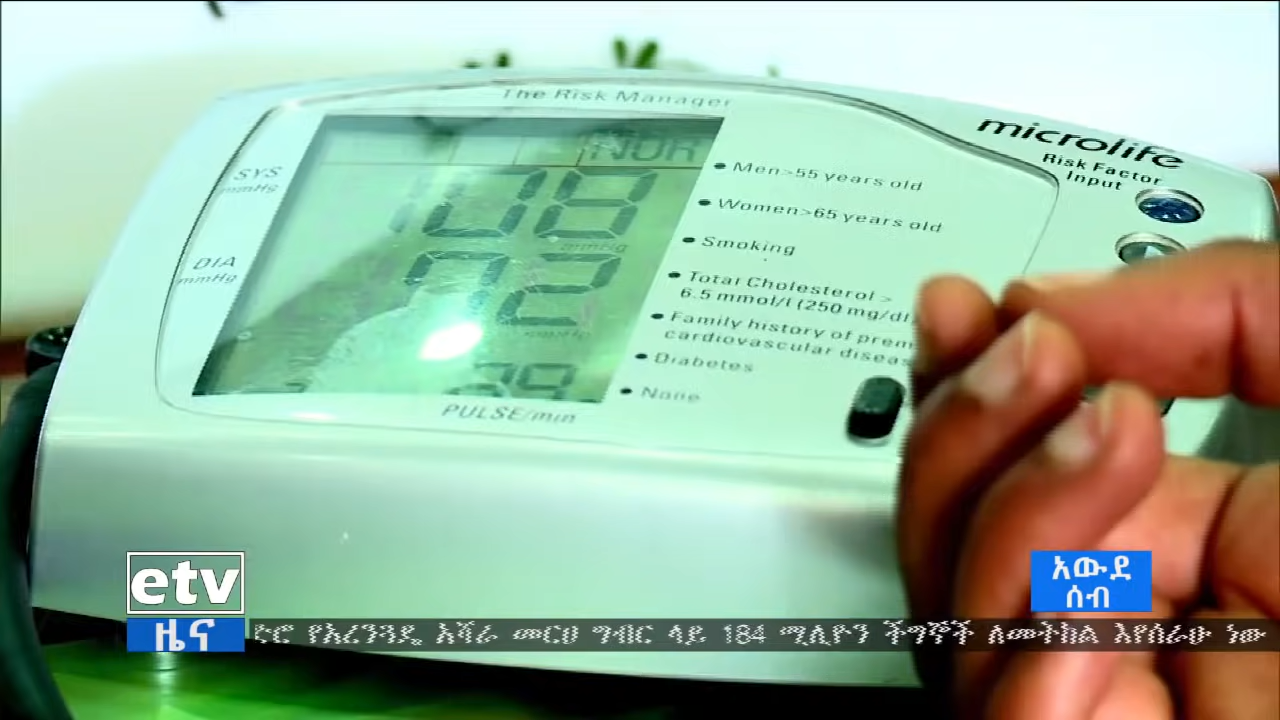 The Risk Manager
microlife
Risk Factor
Input
NOR
SYS
mmHg
108
mmHg
DIA
mmHg
72
PULSE/min
• Men>55 years old
• Women>65 years old
• Smoking
• Total Cholesterol >
6.5 mmol/l (250 mg/dl
• Family history of prem
cardiovascular diseas
• Diabetes
• None
etv
ዜና
አውደ
ሰብ
የአረንጓዴ አሻራ መርሀ ግብር ላይ 184 ሚሊዮን ችግኞች ለመትከል እየሰራሁ ነው